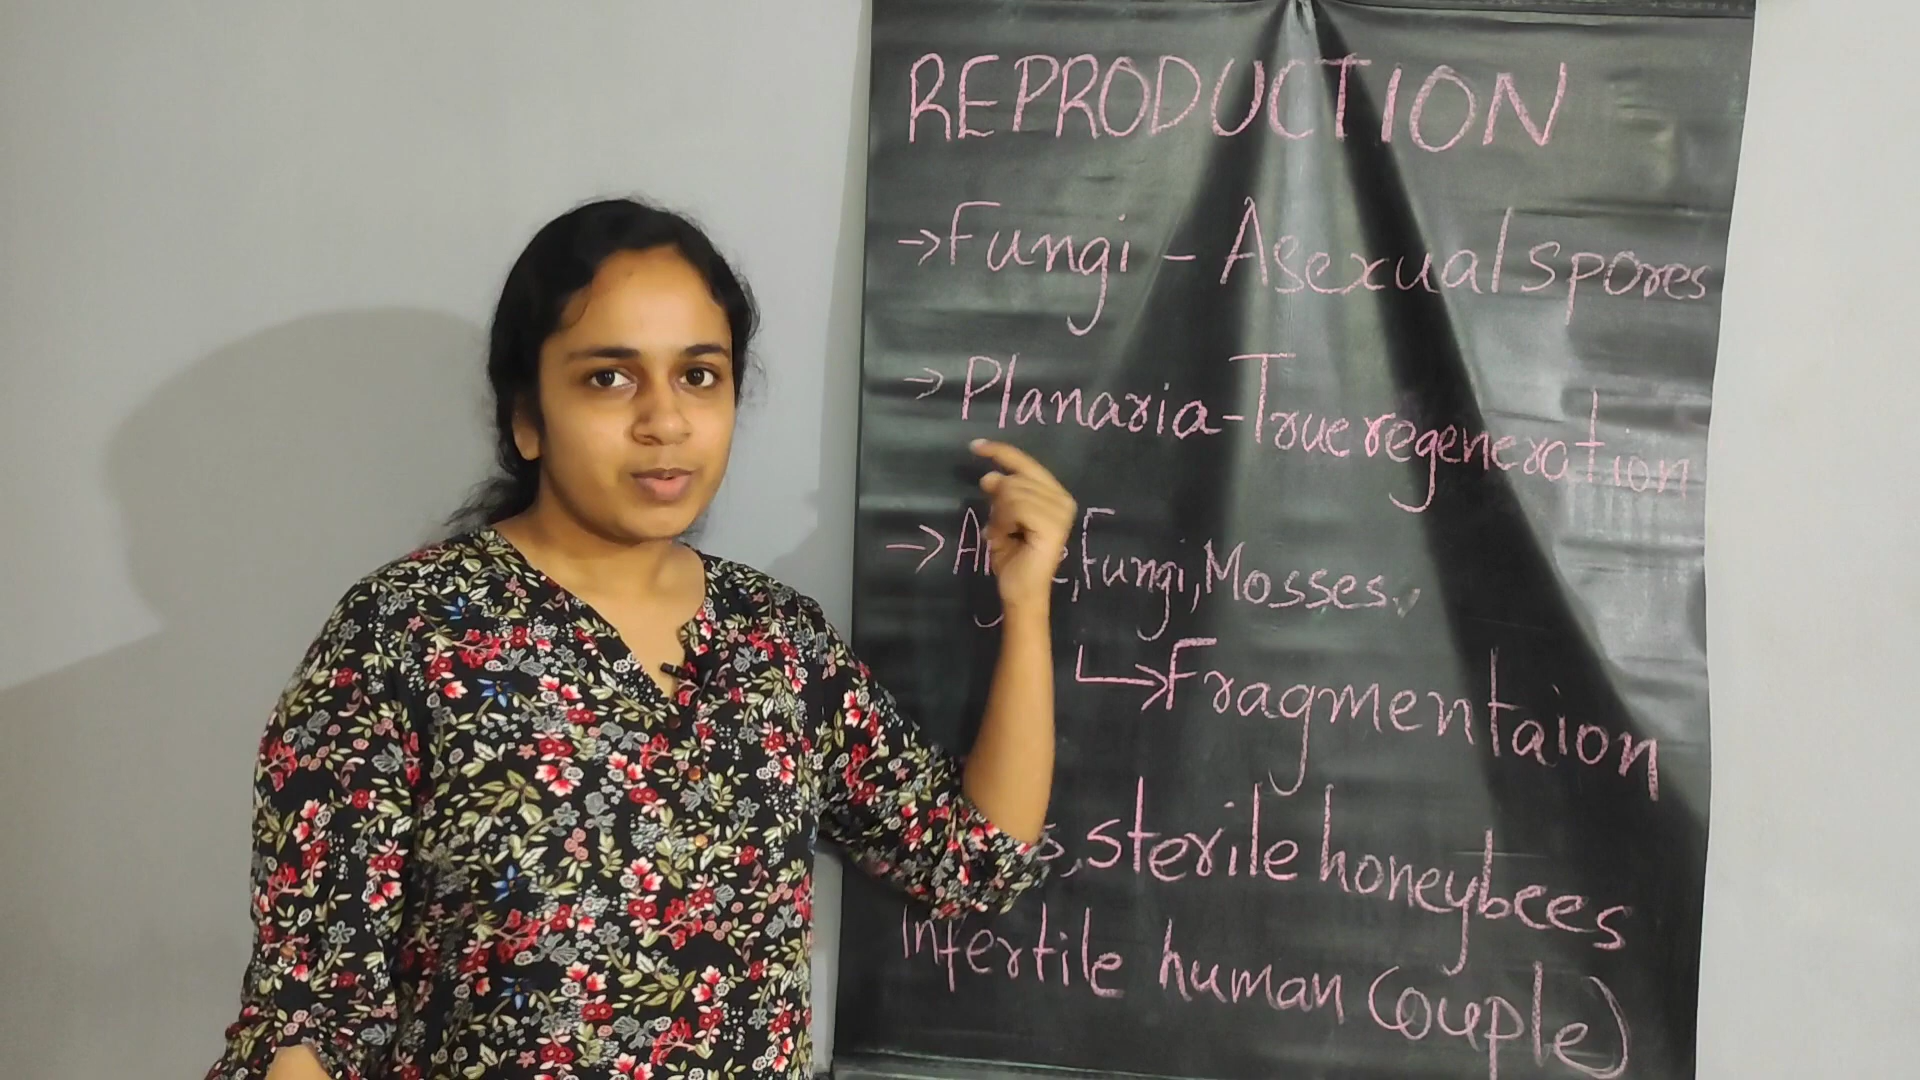 REPRODUCTION
→Fungi - Asexual spores
→Planaria-True regeneration
→ ,Fungi,Mosses.
↳Fragmentaion
,sterile honeybees
Infertile human couple)